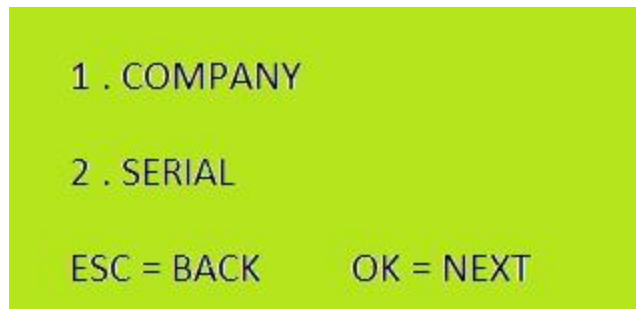 1 . COMPANY
2 . SERIAL
ESC = BACK OK = NEXT